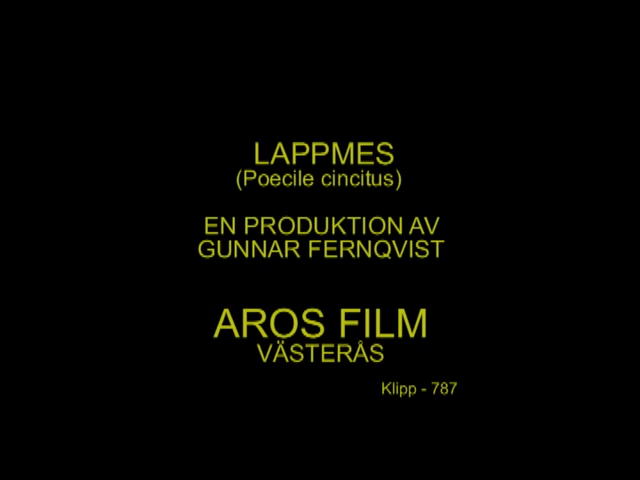 LAPPMES
(Poecile cincitus)
EN PRODUKTION AV
GUNNAR FERNQVIST
AROS FILM
VÄSTERÅS
Klipp - 787